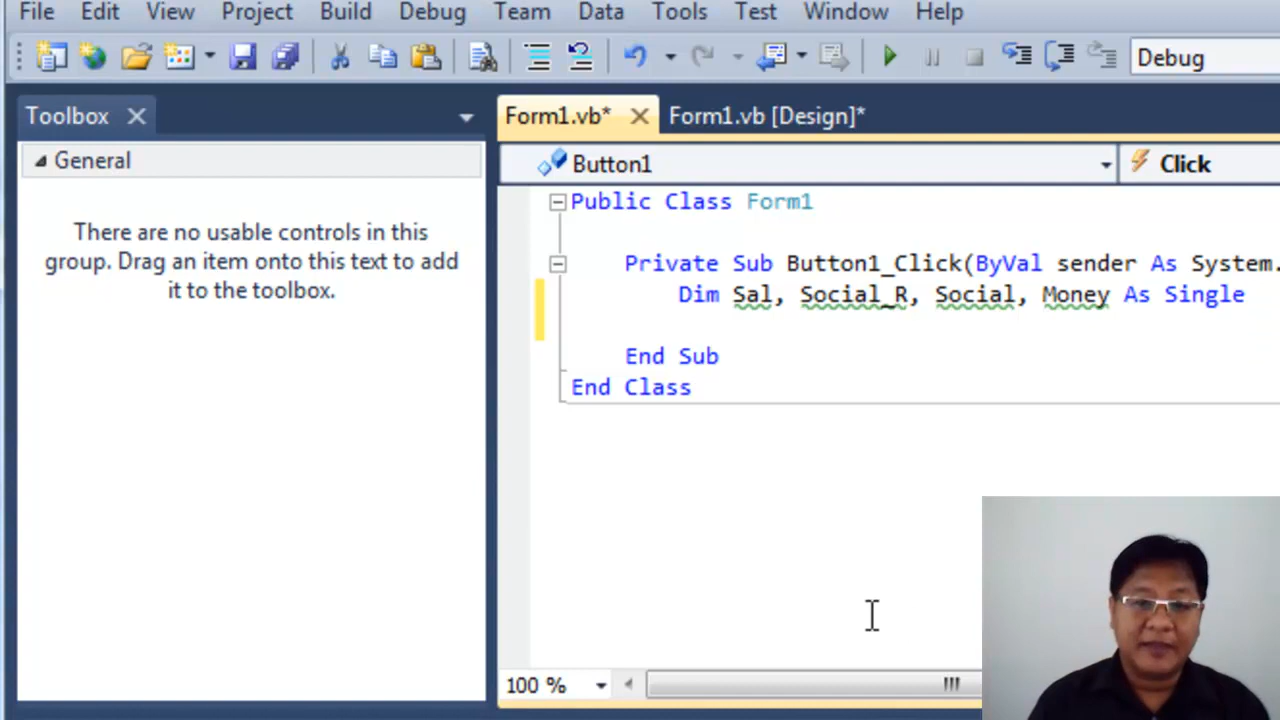 File Edit View Project Build Debug Team Data Tools Test Window Help
Debug
Toolbox
Form1.vb* Form1.vb [Design]*
General
Button1 Click
There are no usable controls in this
group. Drag an item onto this text to add
it to the toolbox.
Public Class Form1
Private Sub Button1_Click(ByVal sender As System.
Dim Sal, Social_R, Social, Money As Single
End Sub
End Class
100 %